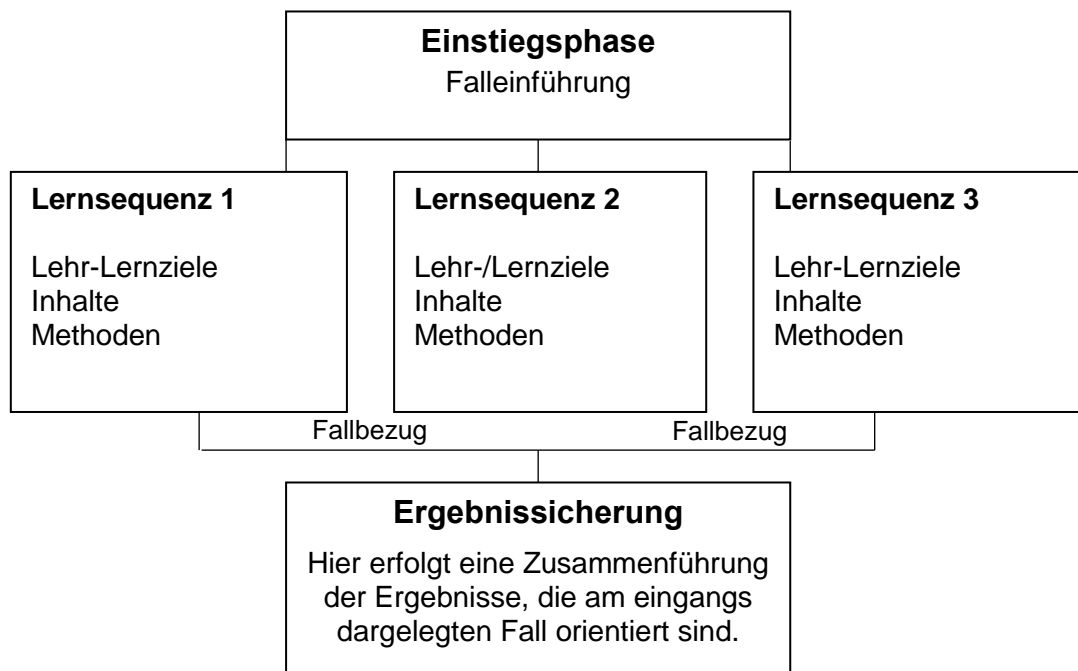 Einstiegsphase
Falleinführung
Lernsequenz 1
Lehr-Lernziele
Inhalte
Methoden
Lernsequenz 2
Lehr-/Lernziele
Inhalte
Methoden
Lernsequenz 3
Lehr-Lernziele
Inhalte
Methoden
Fallbezug
Fallbezug
Ergebnissicherung
Hier erfolgt eine Zusammenführung
der Ergebnisse, die am eingangs
dargelegten Fall orientiert sind.